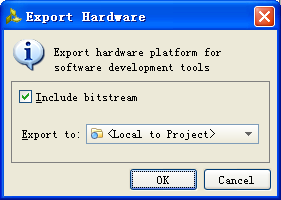 Export Hardware
Export hardware platform for
software development tools
Include bitstream
Export to: <Local to Project>
OK Cancel